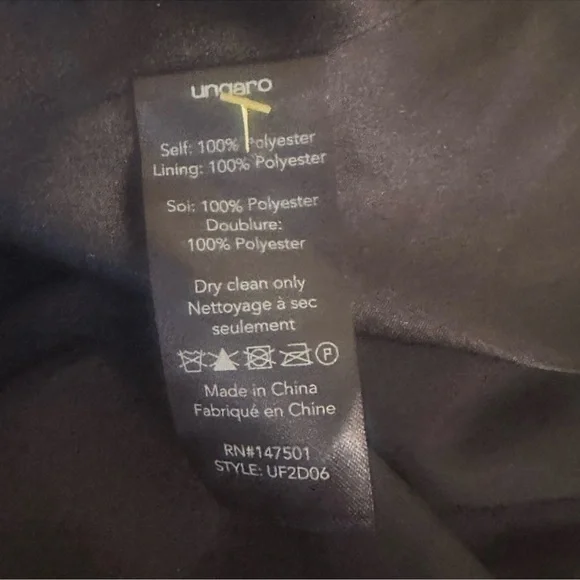 ungaro
Self: 100% Polyester
Lining: 100% Polyester
Soi: 100% Polyester
Doublure:
100% Polyester
Dry clean only
Nettoyage à sec
seulement
P
Made in China
Fabriqué en Chine
RN#147501
STYLE: UF2D06